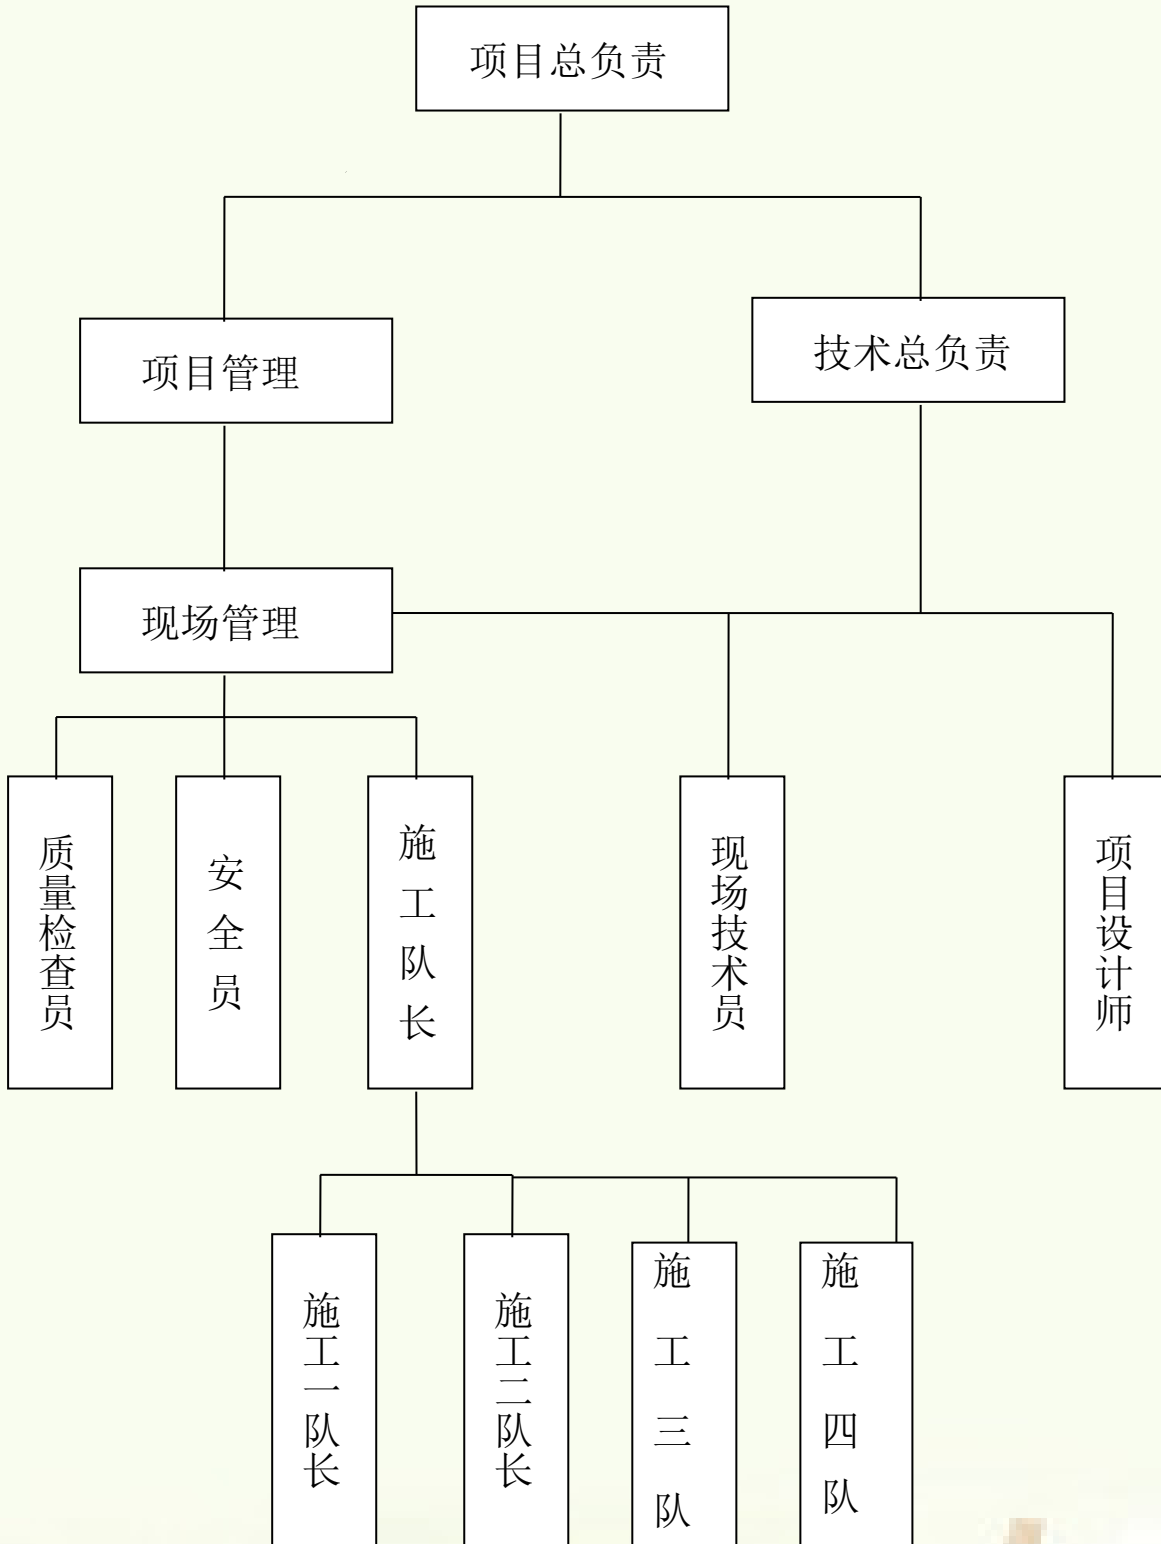 项目总负责
技术总负责
项目管理
现场管理
质量检查员
安全员
施工队长
现场技术员
项目设计师
施工一队长
施工二队长
施工三队
施工四队